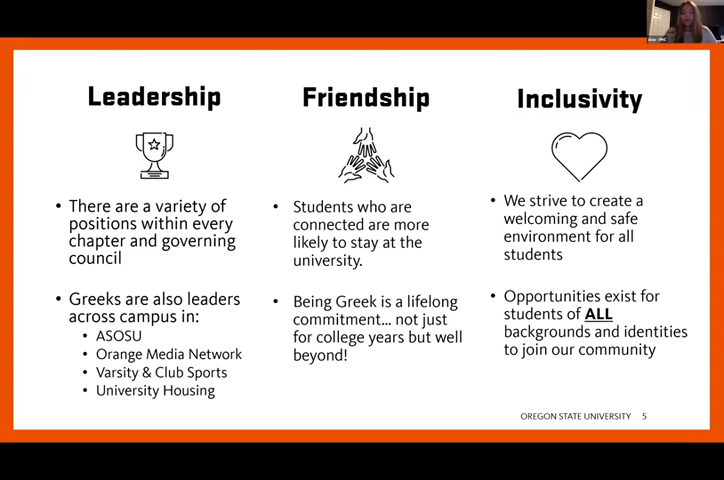 Leadership
There are a variety of
positions within every
chapter and governing
council
Greeks are also leaders
across campus in:
ASOSU
Orange Media Network
Varsity & Club Sports
University Housing
Friendship
Students who are
connected are more
likely to stay at the
university.
Being Greek is a lifelong
commitment... not just
for college years but well
beyond!
Inclusivity
We strive to create a
welcoming and safe
environment for all
students
Opportunities exist for
students of ALL
backgrounds and identities
to join our community
OREGON STATE UNIVERSITY 5